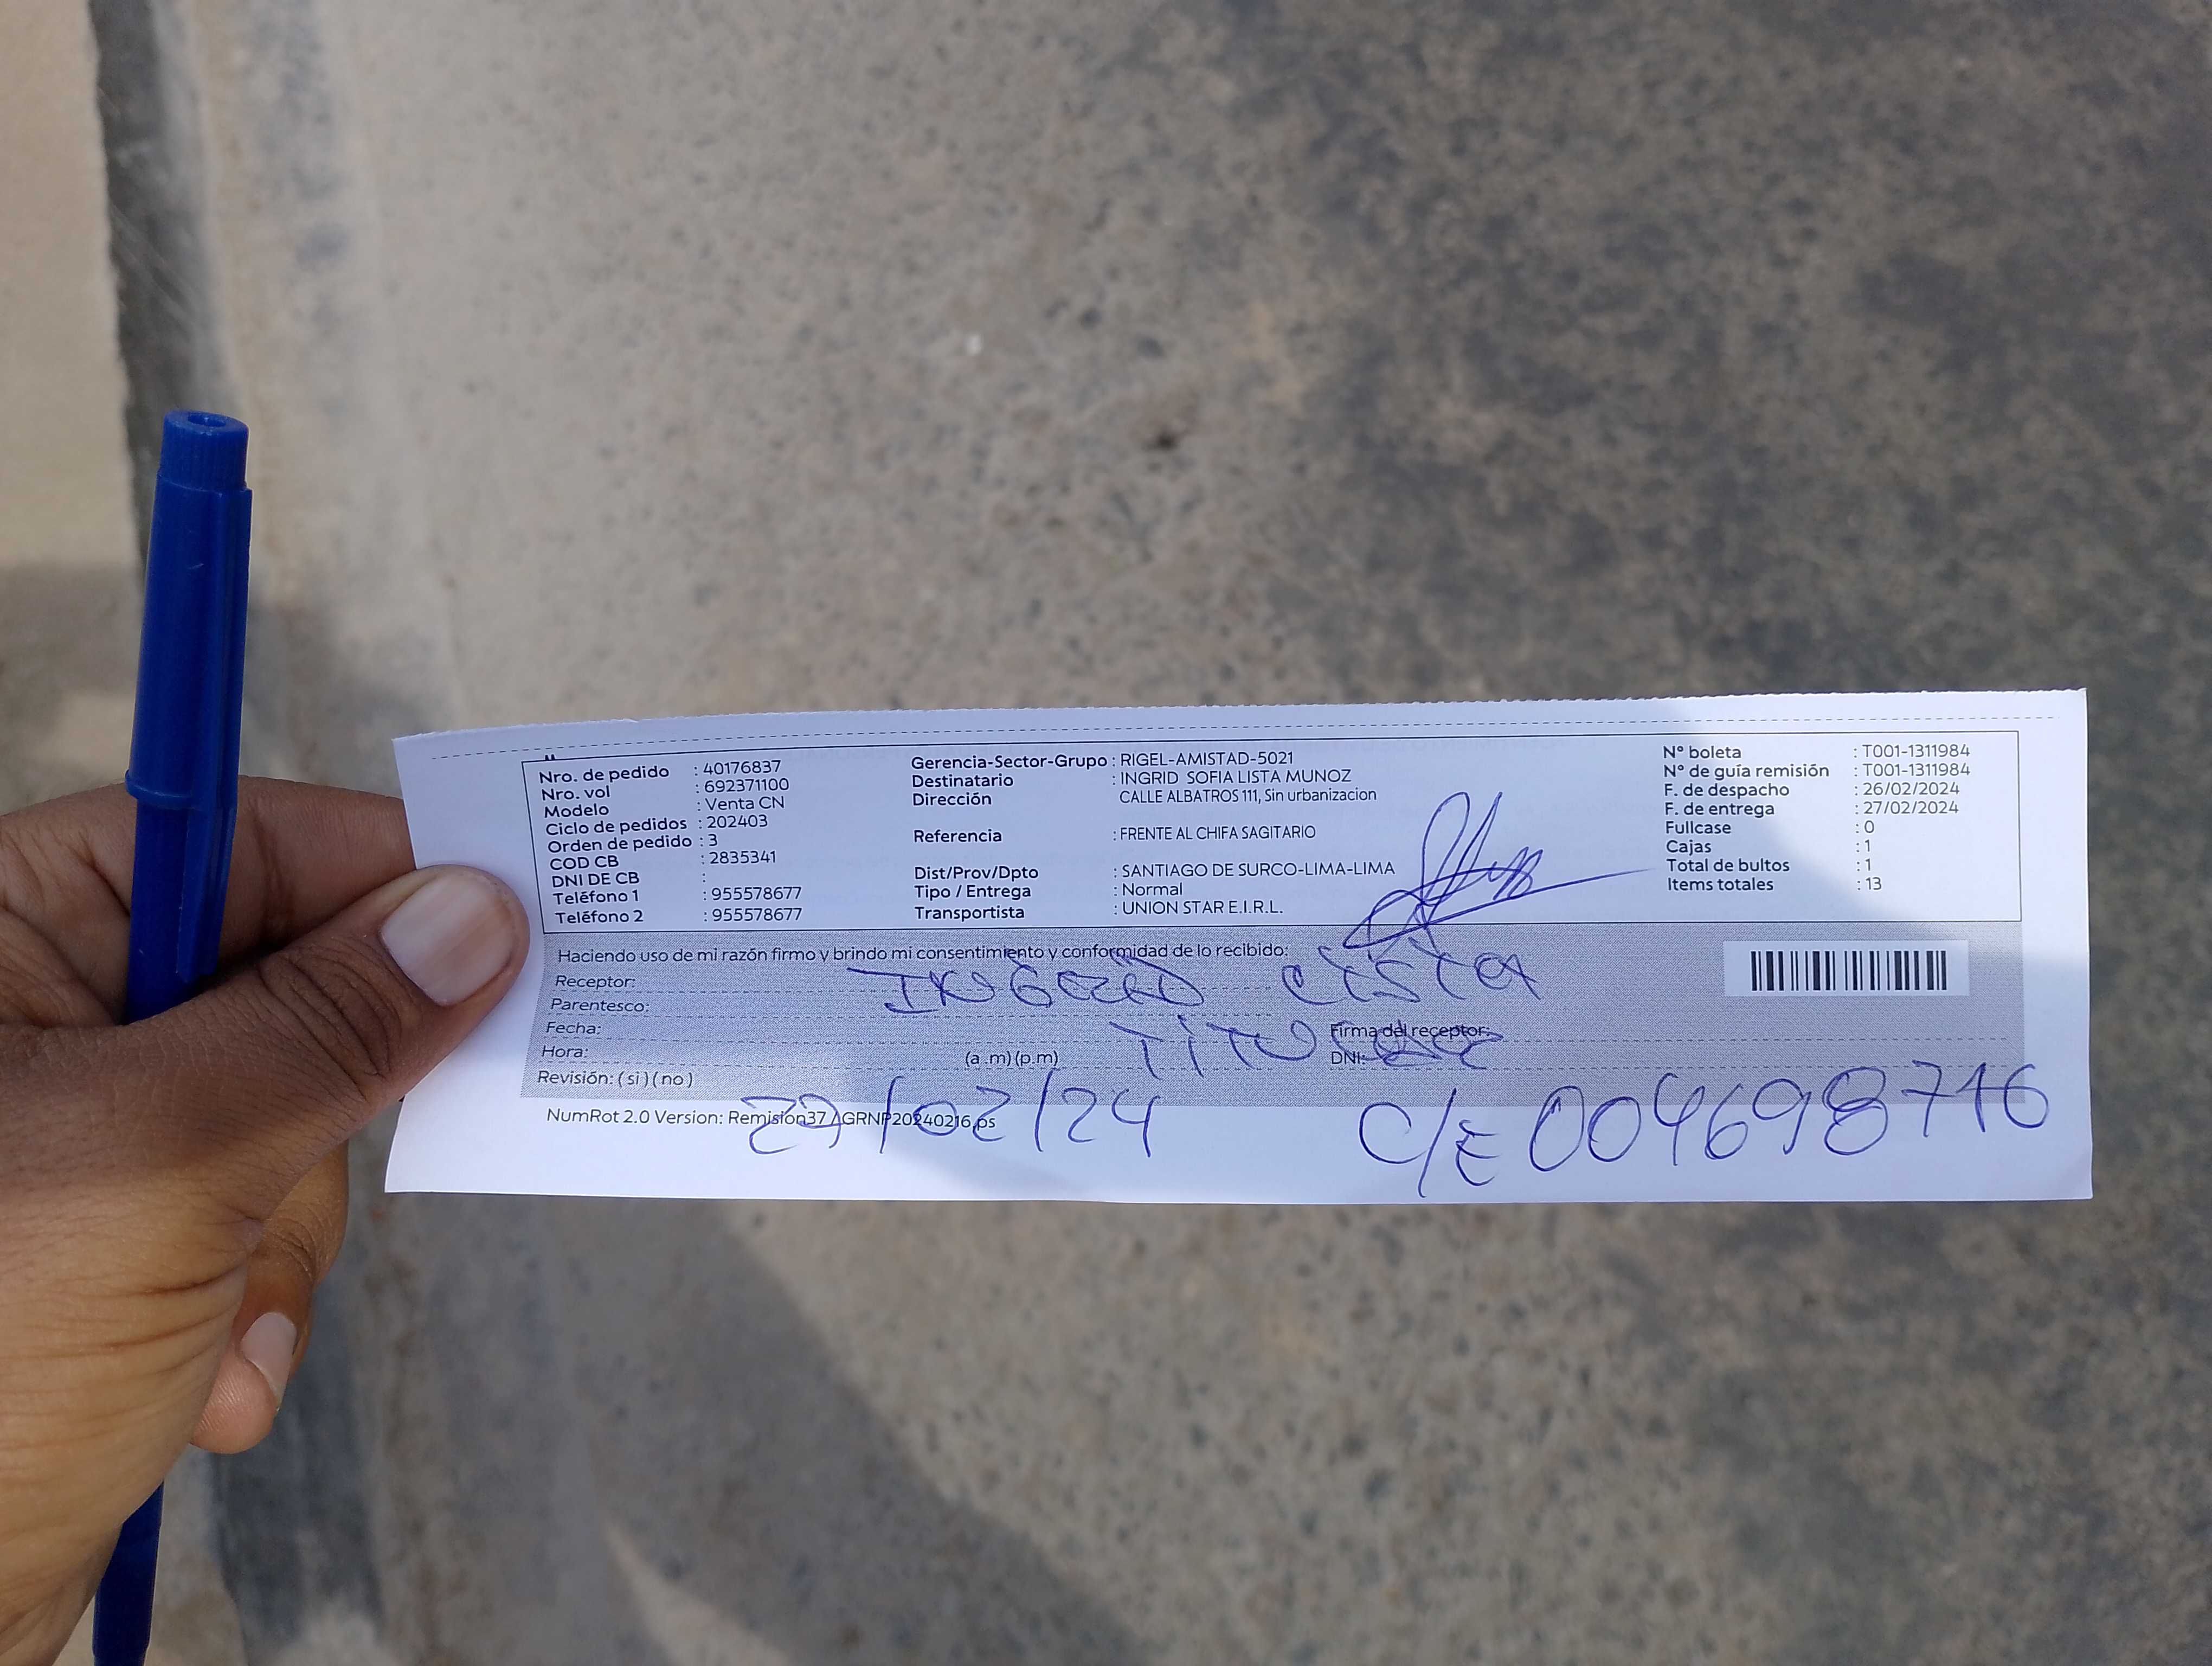 Nro. de pedido : 40176837
Nro. vol : 692371100
Modelo : Venta CN
Ciclo de pedidos : 202403
Orden de pedido : 3
COD CB : 2835341
DNI DE CB :
Teléfono 1 : 955578677
Teléfono 2 : 955578677
Gerencia-Sector-Grupo : RIGEL-AMISTAD-5021
Destinatario : INGRID SOFIA LISTA MUNOZ
Dirección CALLE ALBATROS 111, Sin urbanizacion
Referencia : FRENTE AL CHIFA SAGITARIO
Dist/Prov/Dpto : SANTIAGO DE SURCO-LIMA-LIMA
Tipo / Entrega : Normal
Transportista : UNION STAR E.I.R.L.
N° boleta : T001-1311984
N° de guía remisión : T001-1311984
F. de despacho : 26/02/2024
F. de entrega : 27/02/2024
Fullcase : 0
Cajas : 1
Total de bultos : 1
Items totales : 13
Haciendo uso de mi razón firmo y brindo mi consentimiento y conformidad de lo recibido:
Receptor:
Parentesco:
Fecha: Firma del receptor:
Hora: (a .m) (p.m) DNI:
Revisión: ( si ) ( no )
27/02/24 C/E 004698716
NumRot 2.0 Version: Remision37 / GRNP20240216.ps